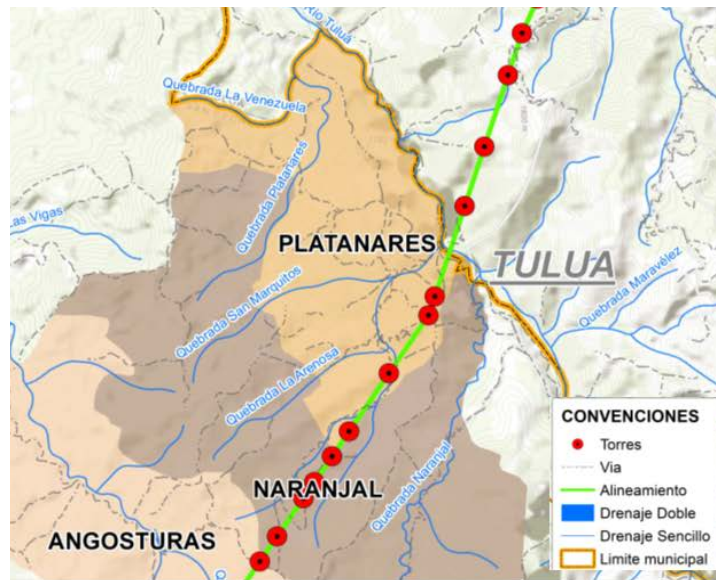 Río Tuluá
Quebrada La Venezuela
Quebrada Platanares
Las Vigas
PLATANARES
TULUA
Quebrada Maravélez
Quebrada San Marquitos
Quebrada La Arenosa
Quebrada Naranjal
NARANJAL
ANGOSTURAS
CONVENCIONES
Torres
Via
Alineamiento
Drenaje Doble
Drenaje Sencillo
Limite municipal